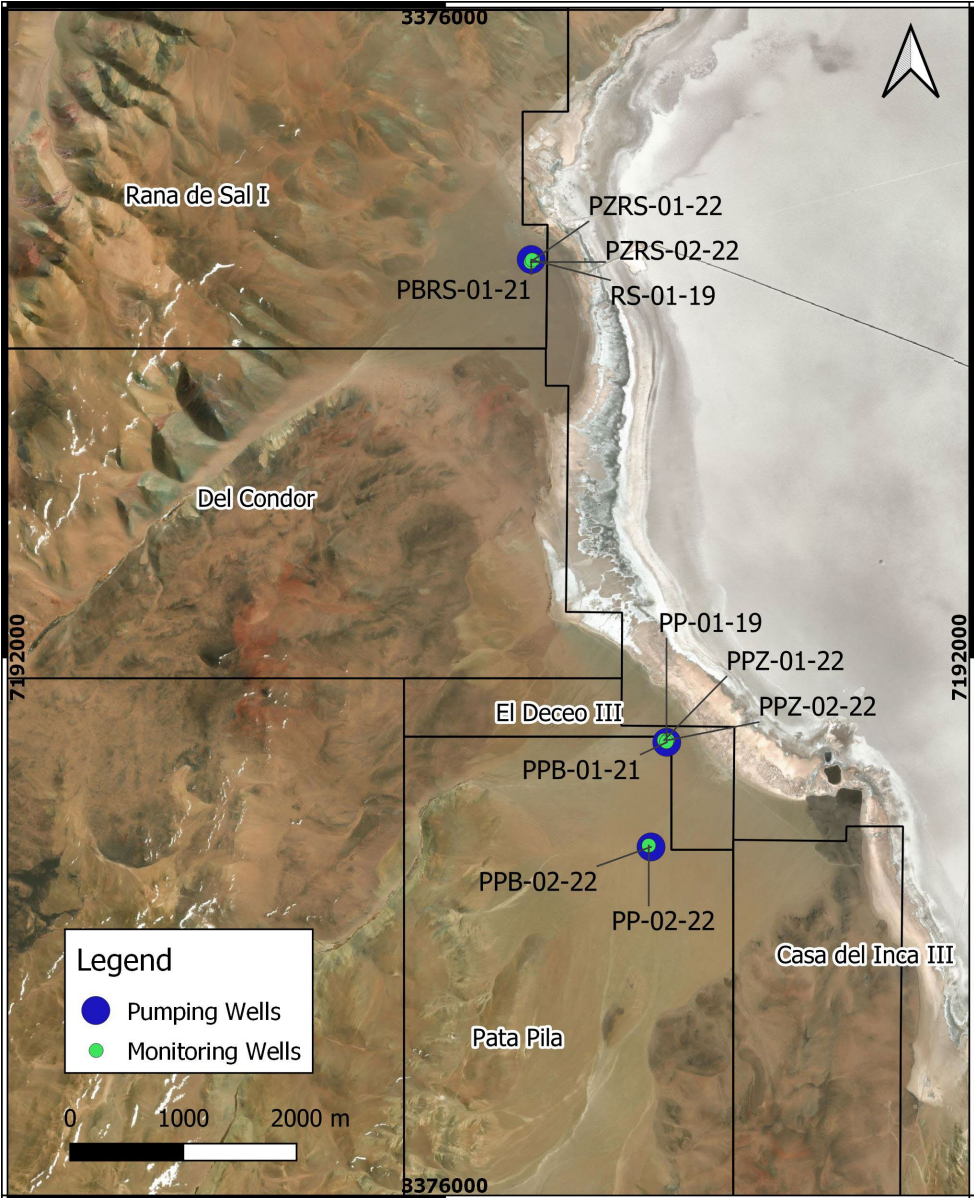 3376000
Rana de Sal I
PZRS-01-22
PZRS-02-22
PBRS-01-21
RS-01-19
Del Condor
7192000
7192000
PP-01-19
PPZ-01-22
PPZ-02-22
El Deceo III
PPB-01-21
PPB-02-22
PP-02-22
Casa del Inca III
Legend
Pumping Wells
Monitoring Wells
Pata Pila
0 1000 2000 m
3376000